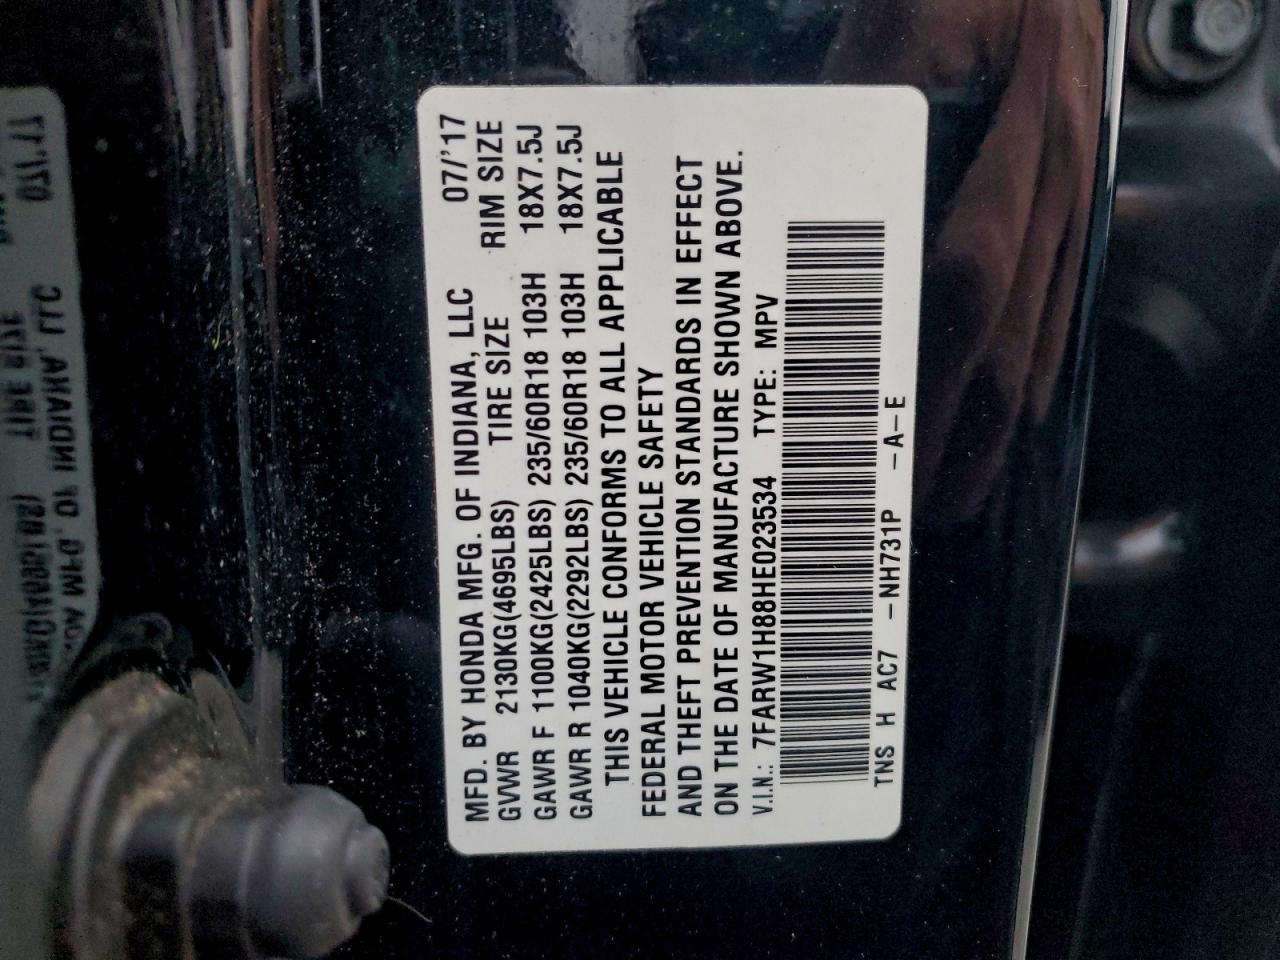 MFD. BY HONDA MFG. OF INDIANA, LLC 07/'17
GVWR 2130KG(4695LBS) TIRE SIZE RIM SIZE
GAWR F 1100KG(2425LBS) 235/60R18 103H 18X7.5J
GAWR R 1040KG(2292LBS) 235/60R18 103H 18X7.5J
THIS VEHICLE CONFORMS TO ALL APPLICABLE
FEDERAL MOTOR VEHICLE SAFETY
AND THEFT PREVENTION STANDARDS IN EFFECT
ON THE DATE OF MANUFACTURE SHOWN ABOVE.
V.I.N.: 7FARW1H88HE023534 TYPE: MPV
TNS H AC7 -NH731P -A-E